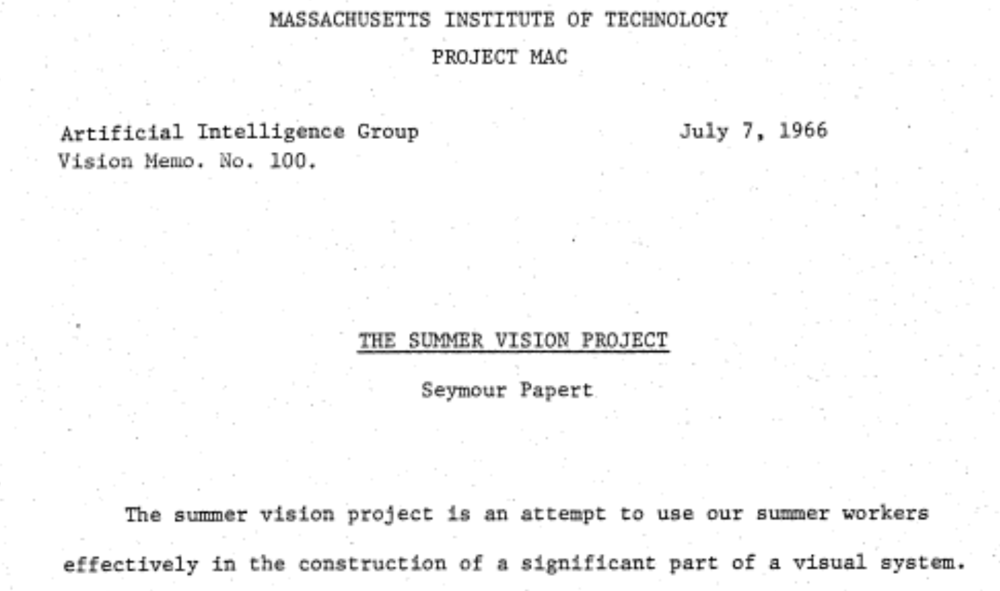 MASSACHUSETTS INSTITUTE OF TECHNOLOGY
PROJECT MAC
Artificial Intelligence Group July 7, 1966
Vision Memo. No. 100.
THE SUMMER VISION PROJECT
Seymour Papert
The summer vision project is an attempt to use our summer workers
effectively in the construction of a significant part of a visual system.